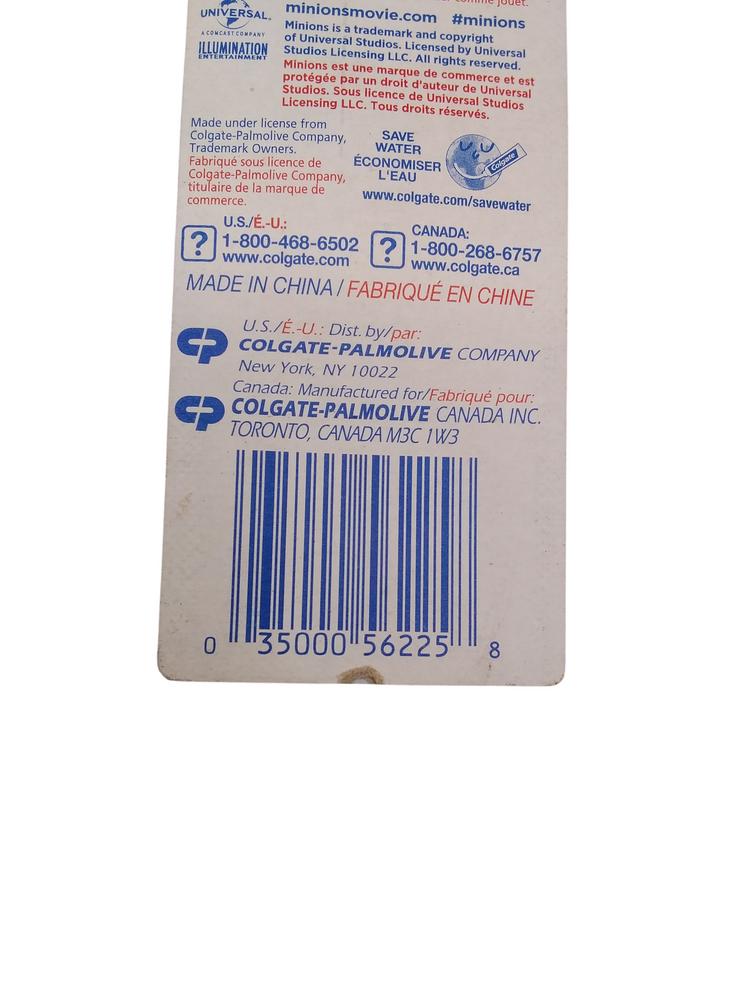 comme jouet.
UNIVERSAL
A COMCAST COMPANY
ILLUMINATION
ENTERTAINMENT
minionsmovie.com #minions
Minions is a trademark and copyright
of Universal Studios. Licensed by Universal
Studios Licensing LLC. All rights reserved.
Minions est une marque de commerce et est
protégée par un droit d'auteur de Universal
Studios. Sous licence de Universal Studios
Licensing LLC. Tous droits réservés.
Made under license from
Colgate-Palmolive Company,
Trademark Owners.
Fabriqué sous licence de
Colgate-Palmolive Company,
titulaire de la marque de
commerce.
SAVE
WATER
ÉCONOMISER
L'EAU
Colgate
www.colgate.com/savewater
U.S./É.-U.:
? 1-800-468-6502
www.colgate.com
CANADA:
? 1-800-268-6757
www.colgate.ca
MADE IN CHINA / FABRIQUÉ EN CHINE
U.S./É.-U.: Dist. by/par:
CP COLGATE-PALMOLIVE COMPANY
New York, NY 10022
Canada: Manufactured for/Fabriqué pour:
CP COLGATE-PALMOLIVE CANADA INC.
TORONTO, CANADA M3C 1W3
0 35000 56225 8